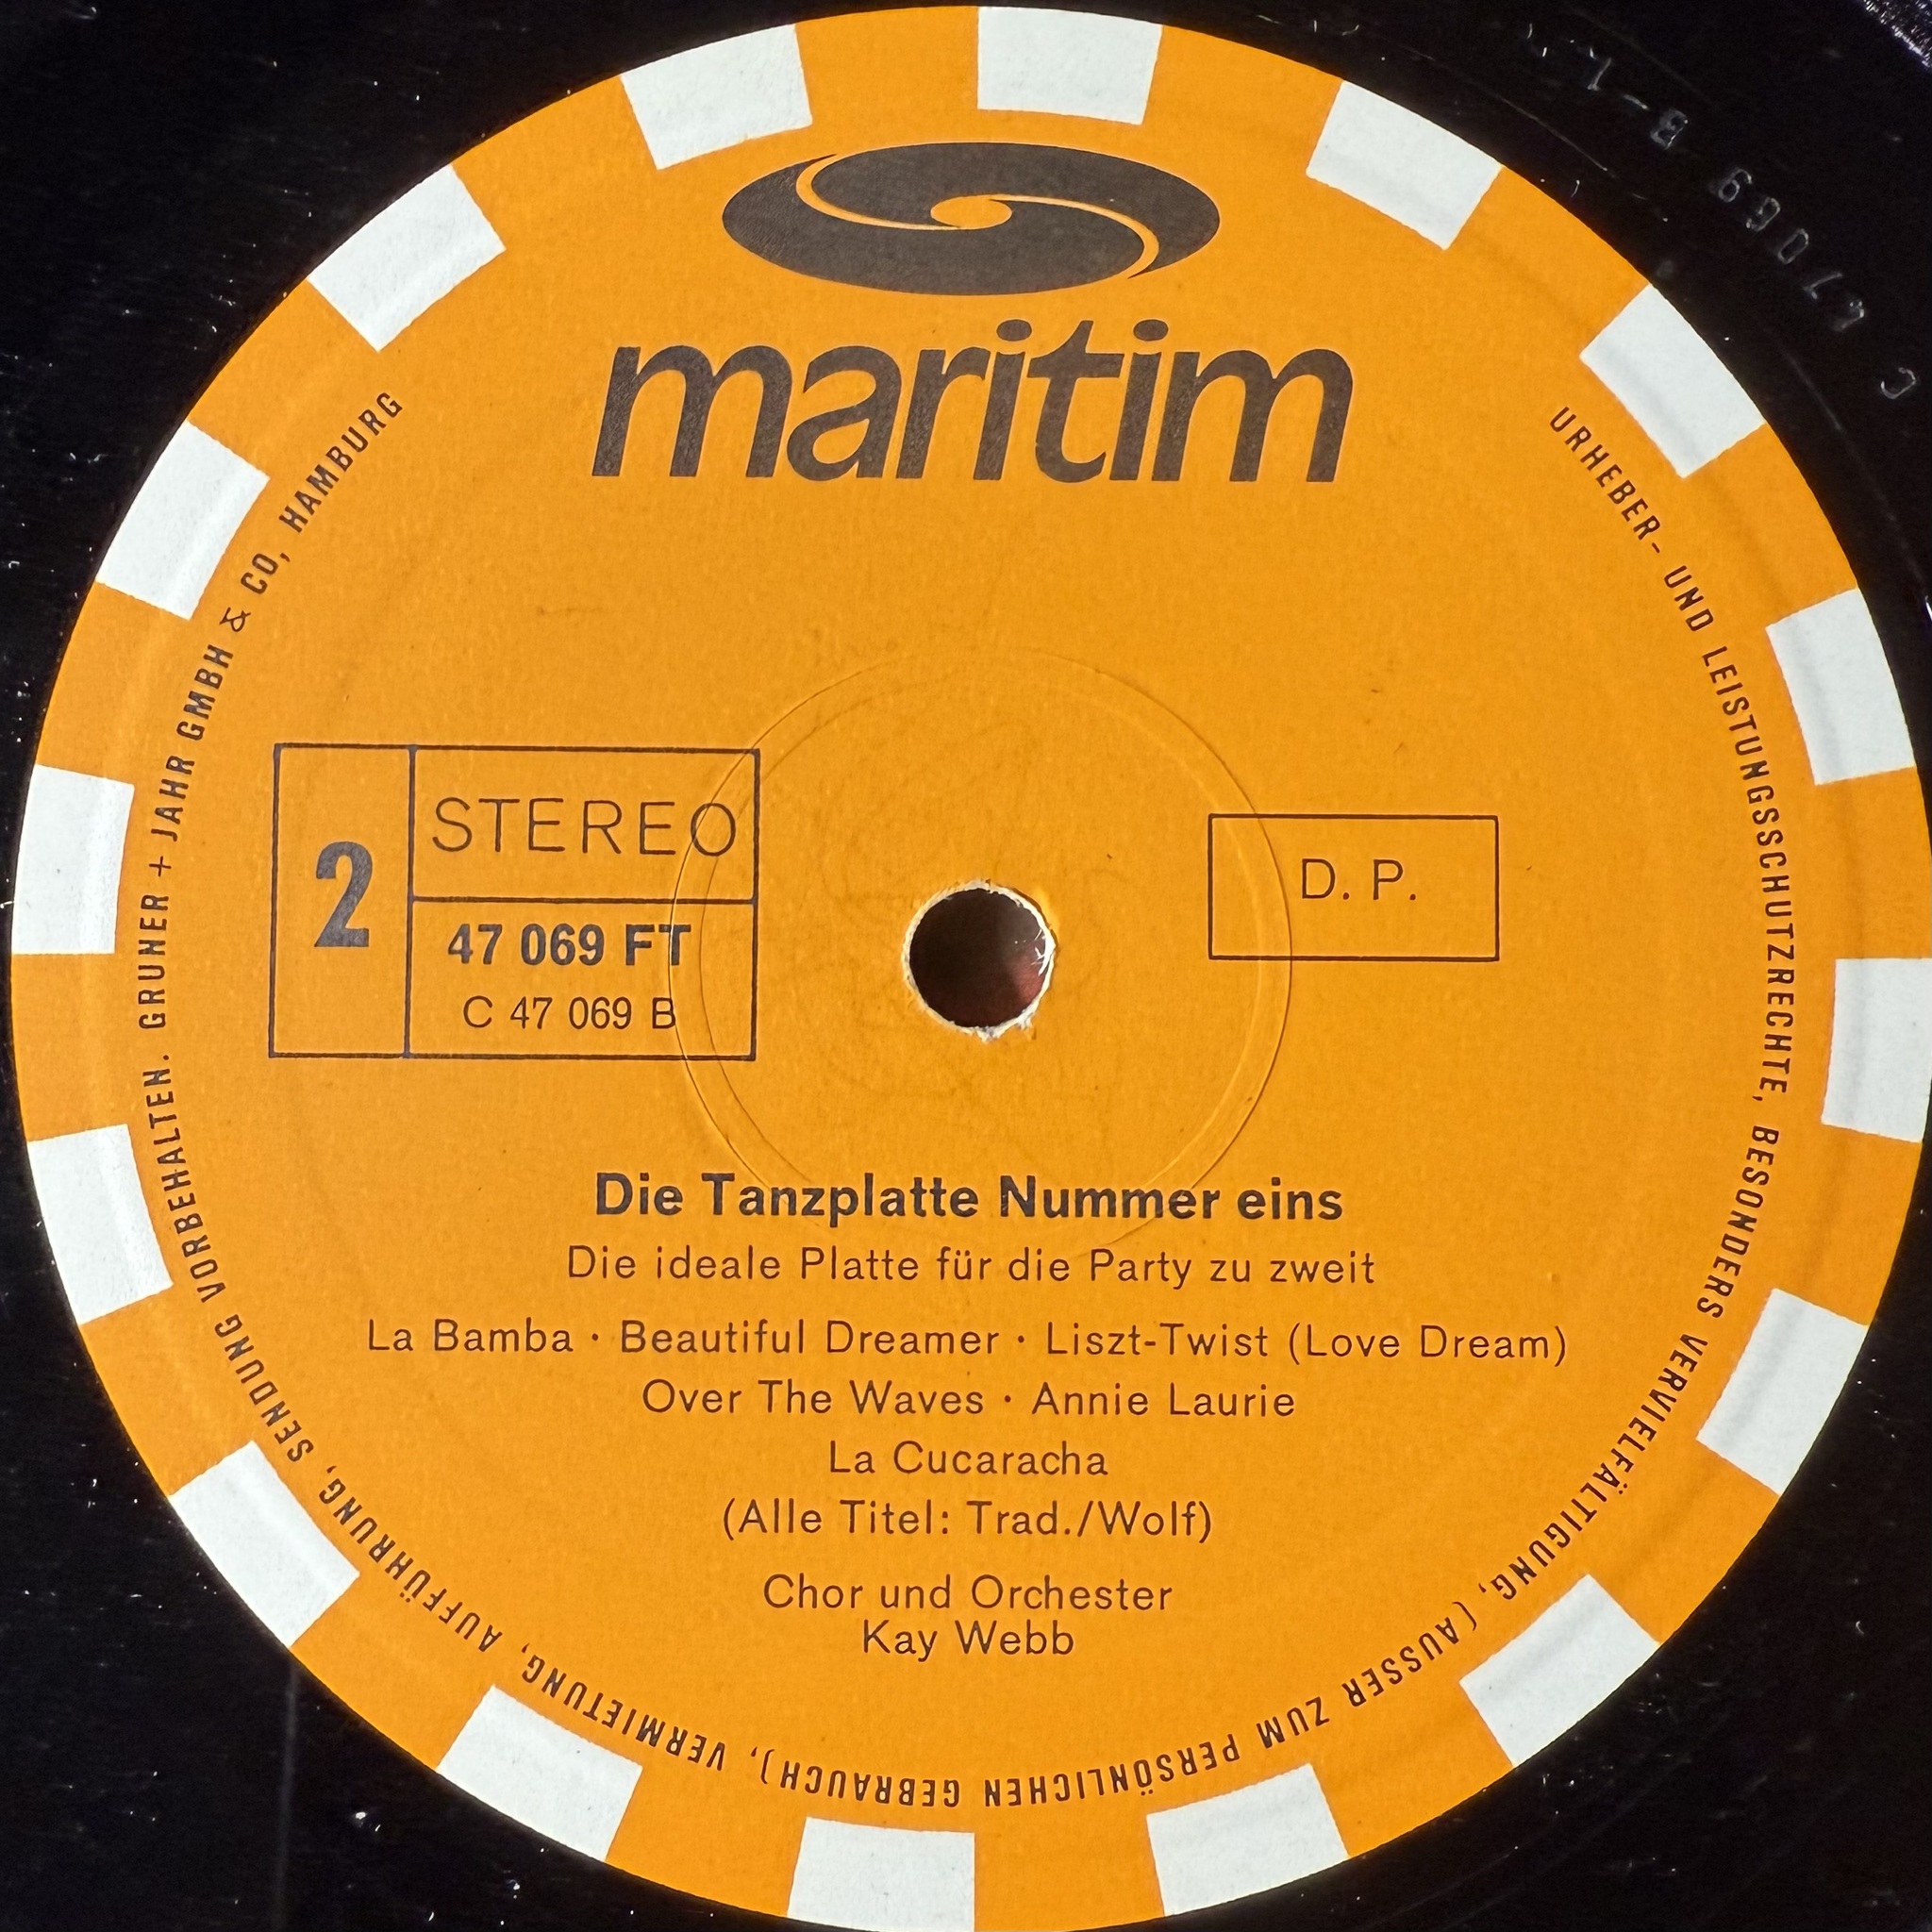 maritim
2
STEREO
47 069 FT
C 47 069 B
D. P.
Die Tanzplatte Nummer eins
Die ideale Platte für die Party zu zweit
La Bamba · Beautiful Dreamer · Liszt-Twist (Love Dream)
Over The Waves · Annie Laurie
La Cucaracha
(Alle Titel: Trad./Wolf)
Chor und Orchester
Kay Webb
URHEBER- UND LEISTUNGSSCHUTZRECHTE, BESONDERS VERVIELFÄLTIGUNG, (AUSSER ZUM PERSÖNLICHEN GEBRAUCH), VERMIETUNG, AUFFÜHRUNG, SENDUNG VORBEHALTEN. GRUNER + JAHR GMBH & CO, HAMBURG
C 47069 B-1